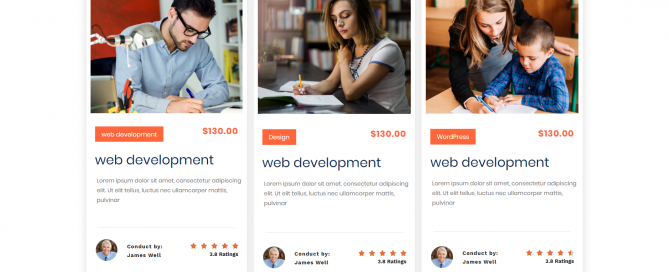 web development
$130.00
web development
Lorem ipsum dolor sit amet, consectetur adipiscing
elit. Ut elit tellus, luctus nec ullamcorper mattis,
pulvinar
Conduct by:
James Well
3.8 Ratings
Design
$130.00
web development
Lorem ipsum dolor sit amet, consectetur adipiscing
elit. Ut elit tellus, luctus nec ullamcorper mattis,
pulvinar
Conduct by:
James Well
3.8 Ratings
WordPress
$130.00
web development
Lorem ipsum dolor sit amet, consectetur adipiscing
elit. Ut elit tellus, luctus nec ullamcorper mattis,
pulvinar
Conduct by:
James Well
3.8 Ratings